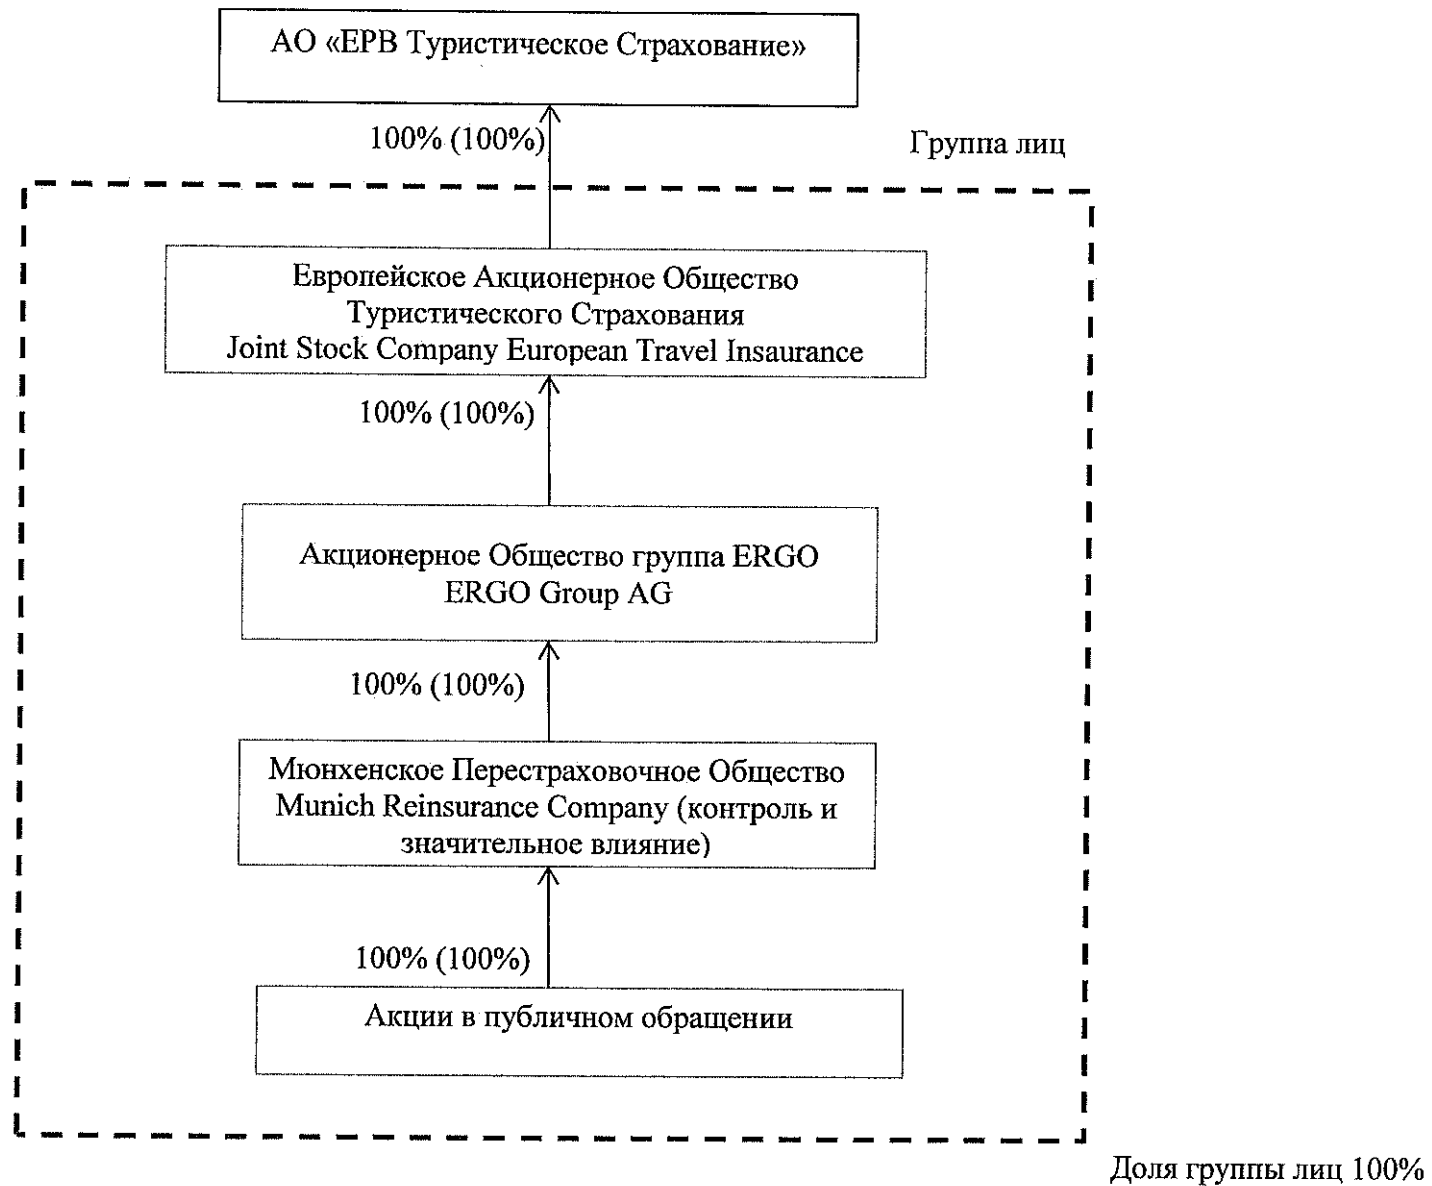 АО «ЕРВ Туристическое Страхование»
100% (100%)
Группа лиц
Европейское Акционерное Общество
Туристического Страхования
Joint Stock Company European Travel Insaurance
100% (100%)
Акционерное Общество группа ERGO
ERGO Group AG
100% (100%)
Мюнхенское Перестраховочное Общество
Munich Reinsurance Company (контроль и
значительное влияние)
100% (100%)
Акции в публичном обращении
Доля группы лиц 100%